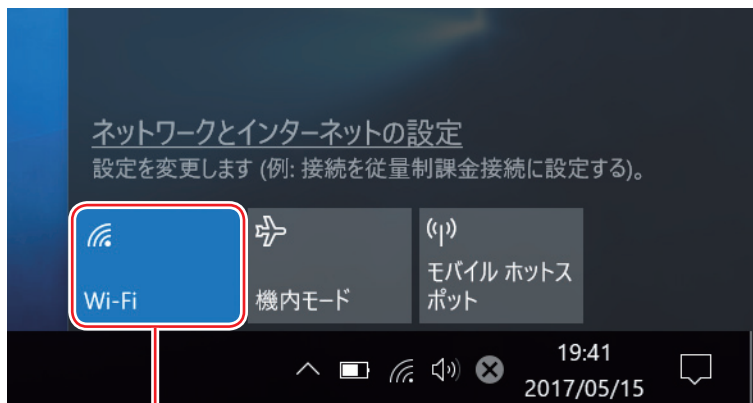 ネットワークとインターネットの設定
設定を変更します (例: 接続を従量制課金接続に設定する)。
Wi-Fi
機内モード
モバイル ホットス
ポット
19:41
2017/05/15